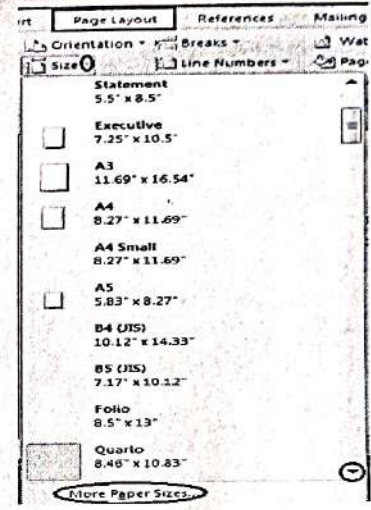 rt Page Layout References Mailing
Orientation Breaks Wat
Size Line Numbers Pag
Statement
5.5" x 8.5"
Executive
7.25" x 10.5"
A3
11.69" x 16.54"
A4
8.27" x 11.69"
A4 Small
8.27" x 11.69"
A5
5.83" x 8.27"
B4 (JIS)
10.12" x 14.33"
B5 (JIS)
7.17" x 10.12"
Folio
8.5" x 13"
Quarto
8.46" x 10.83"
More Paper Sizes...